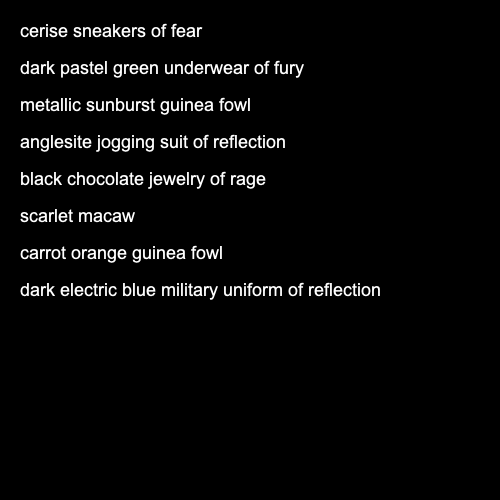 cerise sneakers of fear
dark pastel green underwear of fury
metallic sunburst guinea fowl
anglesite jogging suit of reflection
black chocolate jewelry of rage
scarlet macaw
carrot orange guinea fowl
dark electric blue military uniform of reflection